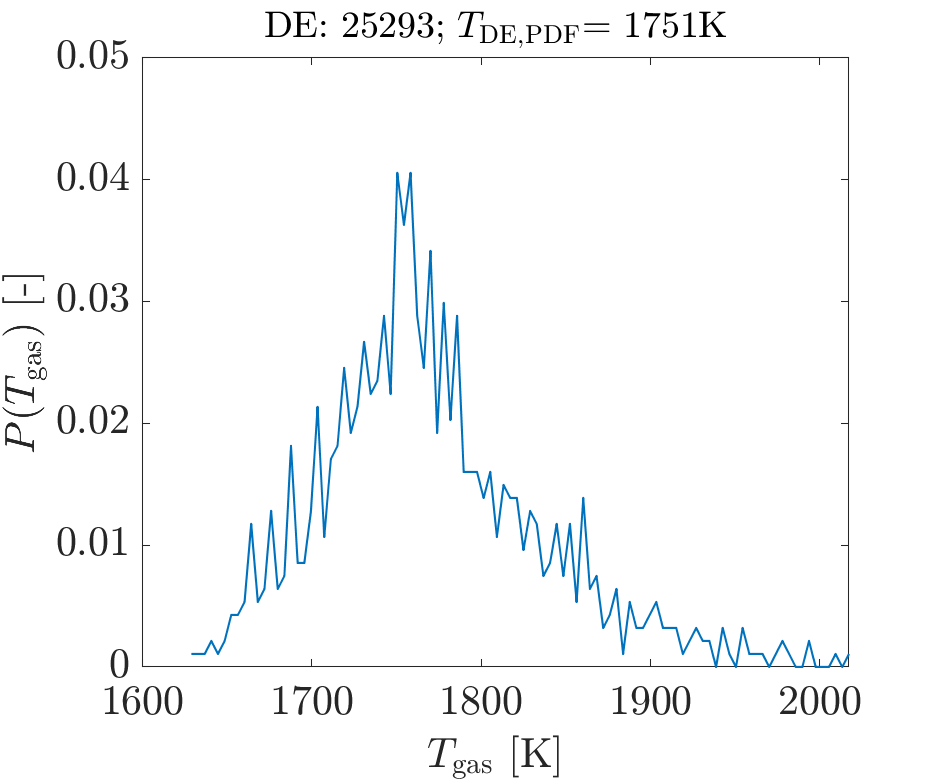 DE: 25293; T_DE,PDF= 1751K
0.05
0.04
0.03
0.02
0.01
0
P(T_gas) [-]
1600 1700 1800 1900 2000
T_gas [K]